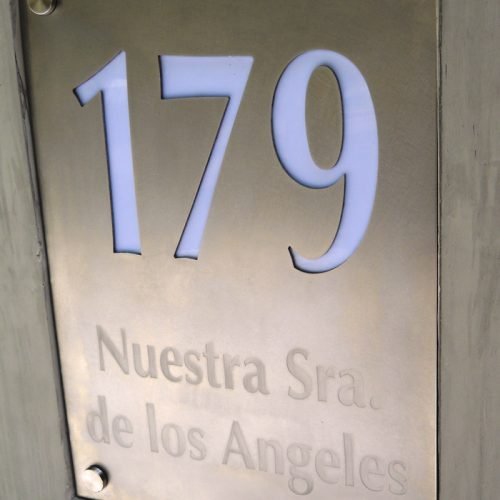 179
Nuestra Sra.
de los Angeles